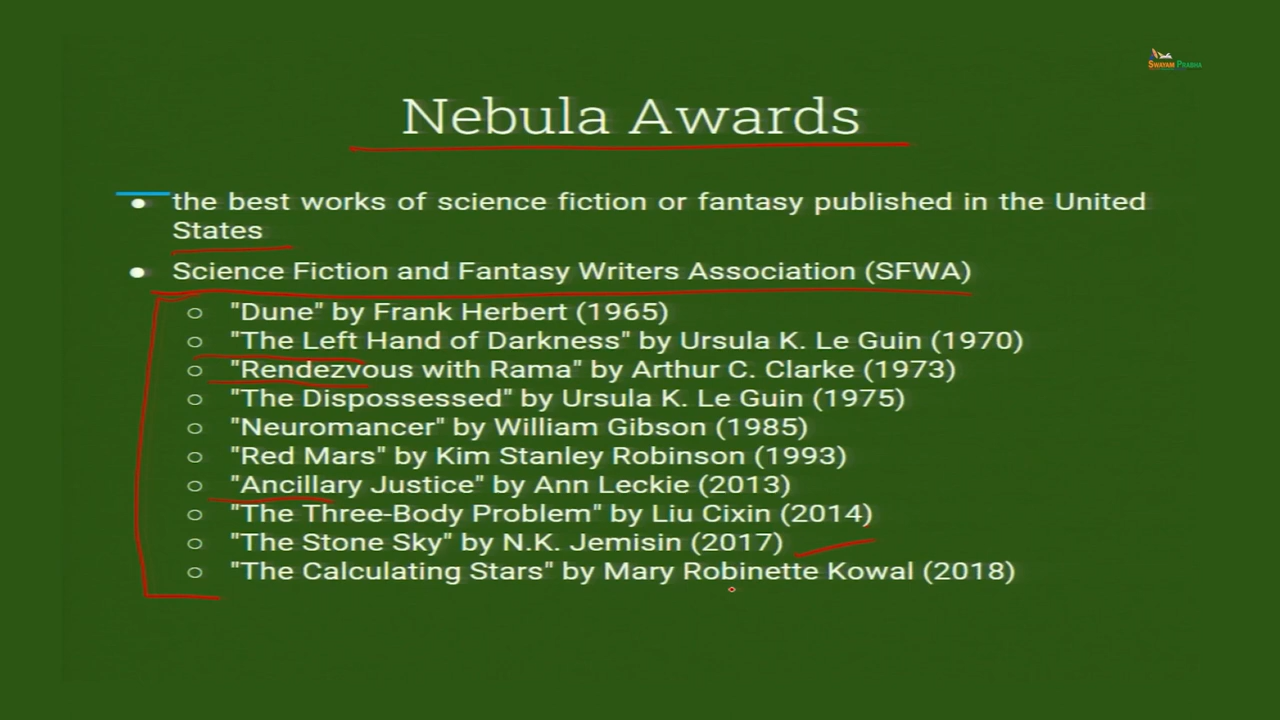 SWAYAM PRABHA
Nebula Awards
● the best works of science fiction or fantasy published in the United
States
● Science Fiction and Fantasy Writers Association (SFWA)
○ "Dune" by Frank Herbert (1965)
○ "The Left Hand of Darkness" by Ursula K. Le Guin (1970)
○ "Rendezvous with Rama" by Arthur C. Clarke (1973)
○ "The Dispossessed" by Ursula K. Le Guin (1975)
○ "Neuromancer" by William Gibson (1985)
○ "Red Mars" by Kim Stanley Robinson (1993)
○ "Ancillary Justice" by Ann Leckie (2013)
○ "The Three-Body Problem" by Liu Cixin (2014)
○ "The Stone Sky" by N.K. Jemisin (2017)
○ "The Calculating Stars" by Mary Robinette Kowal (2018)